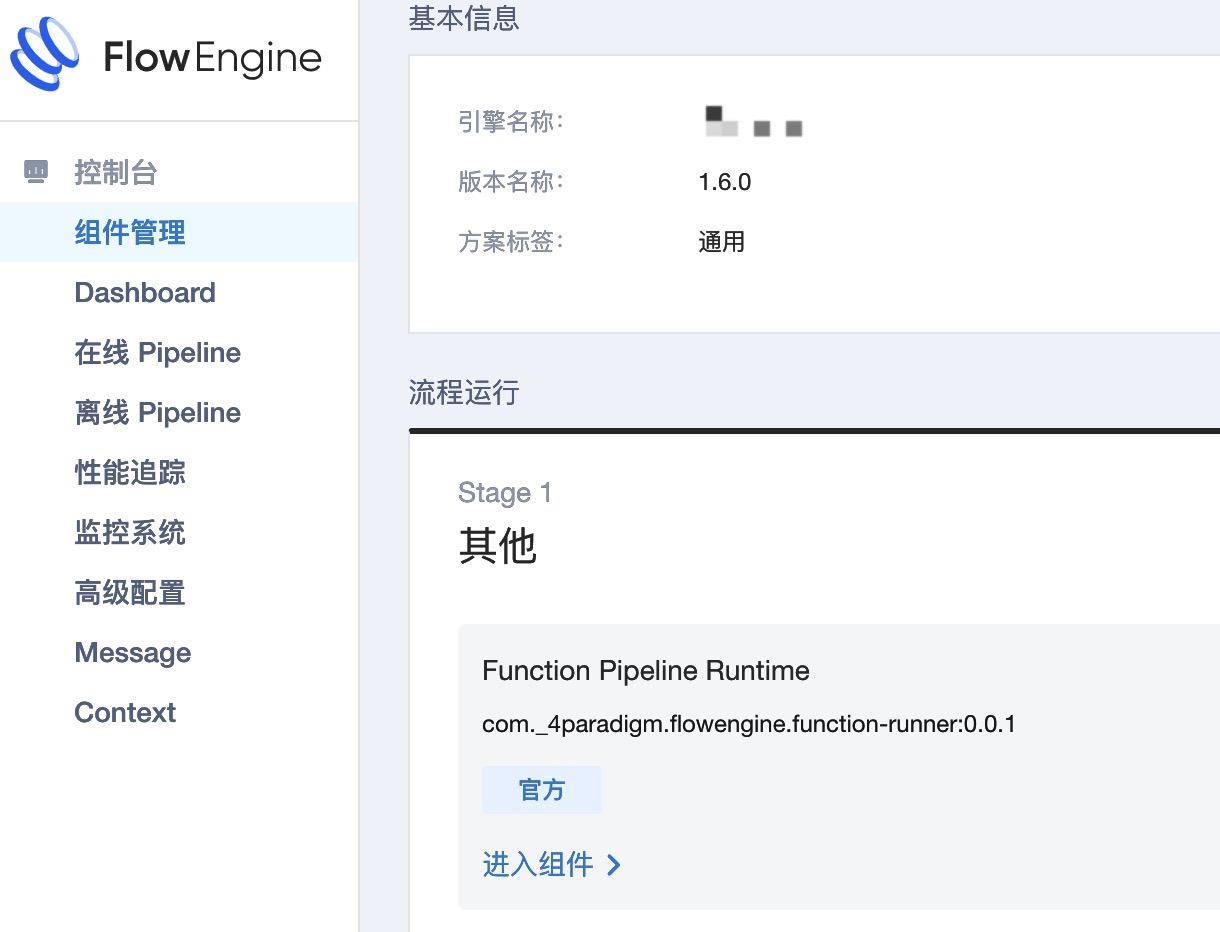 FlowEngine
控制台
组件管理
Dashboard
在线 Pipeline
离线 Pipeline
性能追踪
监控系统
高级配置
Message
Context
基本信息
引擎名称：
版本名称： 1.6.0
方案标签： 通用
流程运行
Stage 1
其他
Function Pipeline Runtime
com._4paradigm.flowengine.function-runner:0.0.1
官方
进入组件